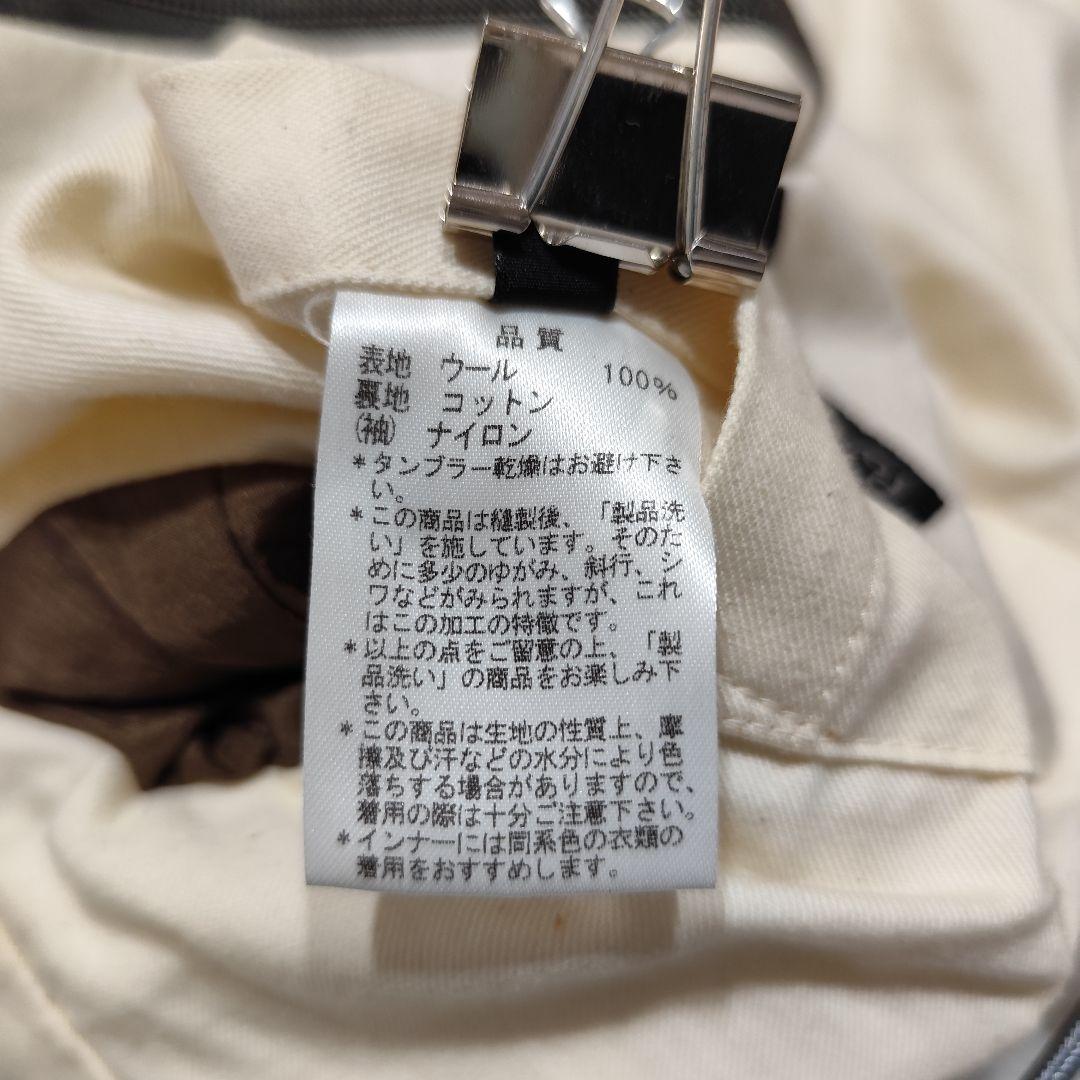 品質
表地 ウール 100%
裏地 コットン
(袖) ナイロン
*タンブラー乾燥はお避け下さ
い。
*この商品は縫製後、「製品洗
い」を施しています。そのた
めに多少のゆがみ、斜行、シ
ワなどがみられますが、これ
はこの加工の特徴です。
*以上の点をご留意の上、「製
品洗い」の商品をお楽しみ下
さい。
*この商品は生地の性質上、摩
擦及び汗などの水分により色
落ちする場合がありますので、
着用の際は十分ご注意下さい。
*インナーには同系色の衣類の
着用をおすすめします。